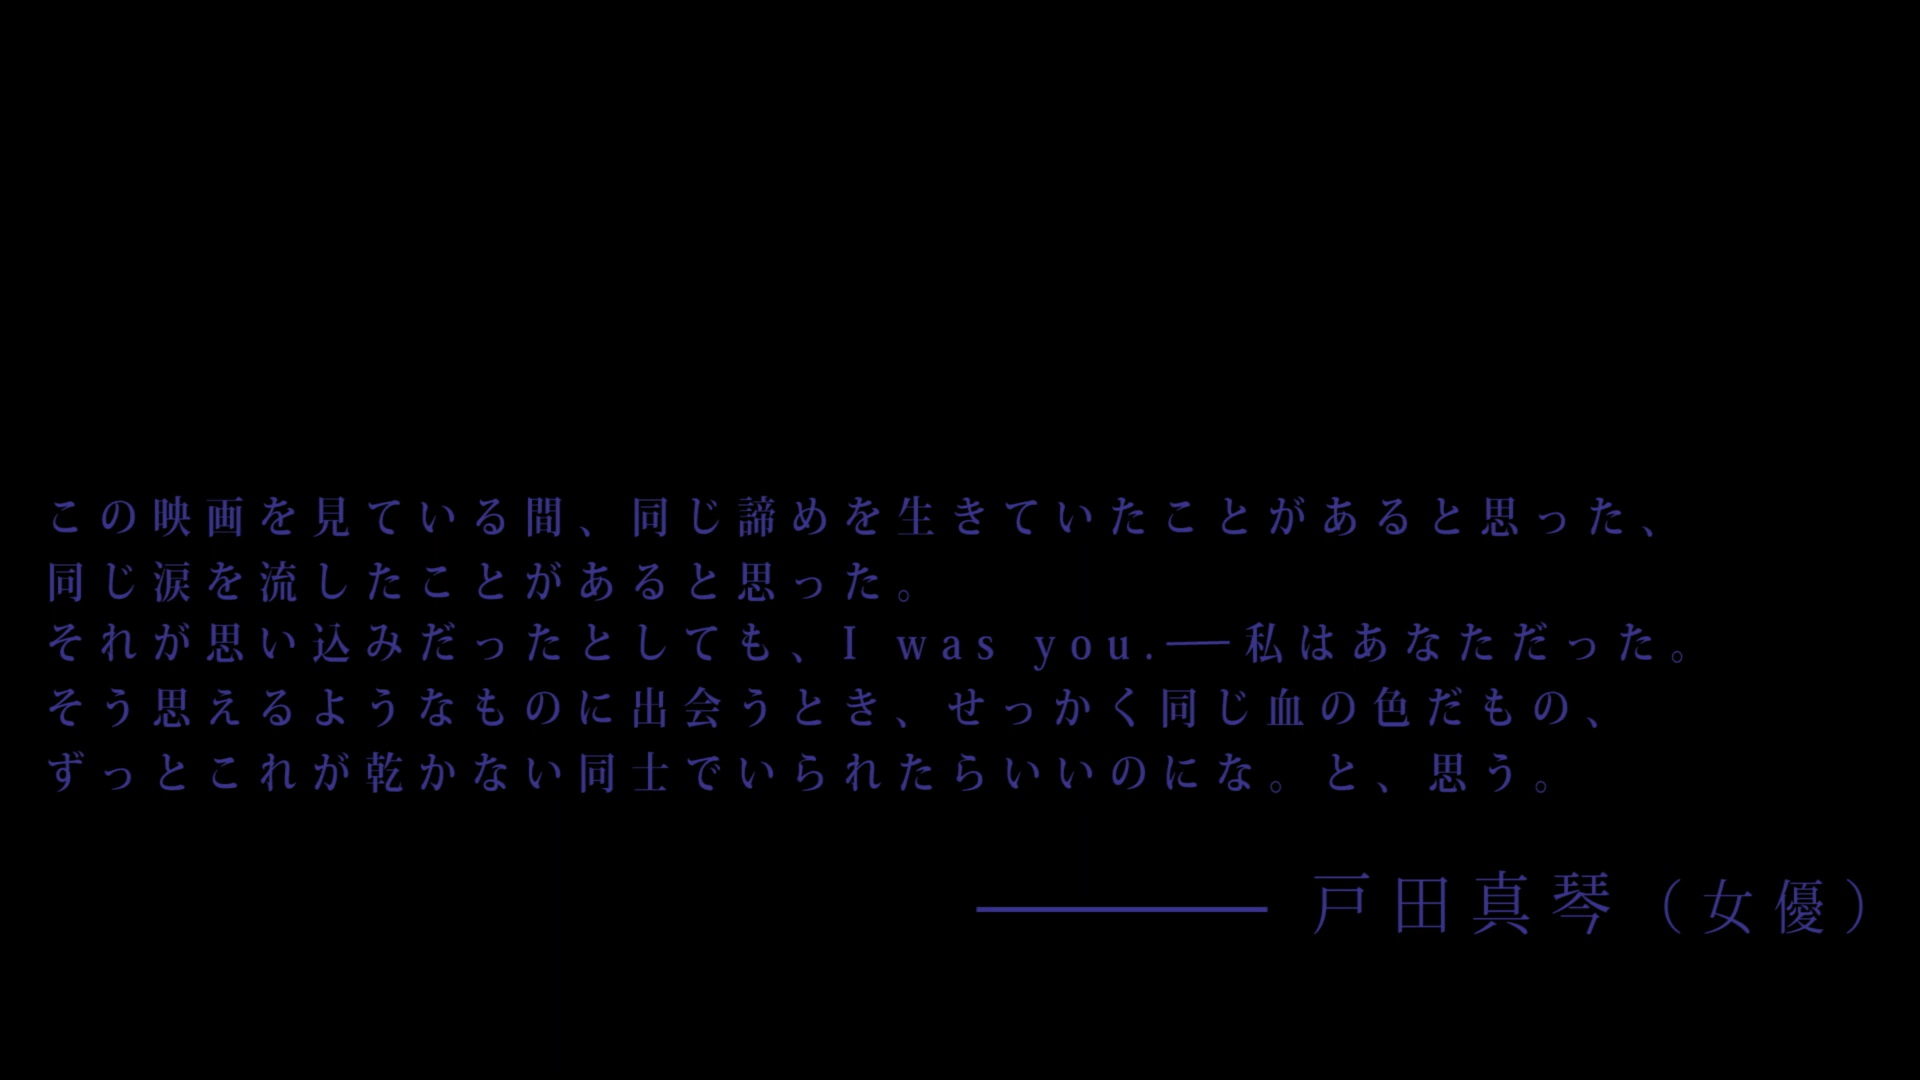 この映画を見ている間、同じ諦めを生きていたことがあると思った、
同じ涙を流したことがあると思った。
それが思い込みだったとしても、I was you.──私はあなただった。
そう思えるようなものに出会うとき、せっかく同じ血の色だもの、
ずっとこれが乾かない同士でいられたらいいのにな。と、思う。
――― 戸田真琴（女優）